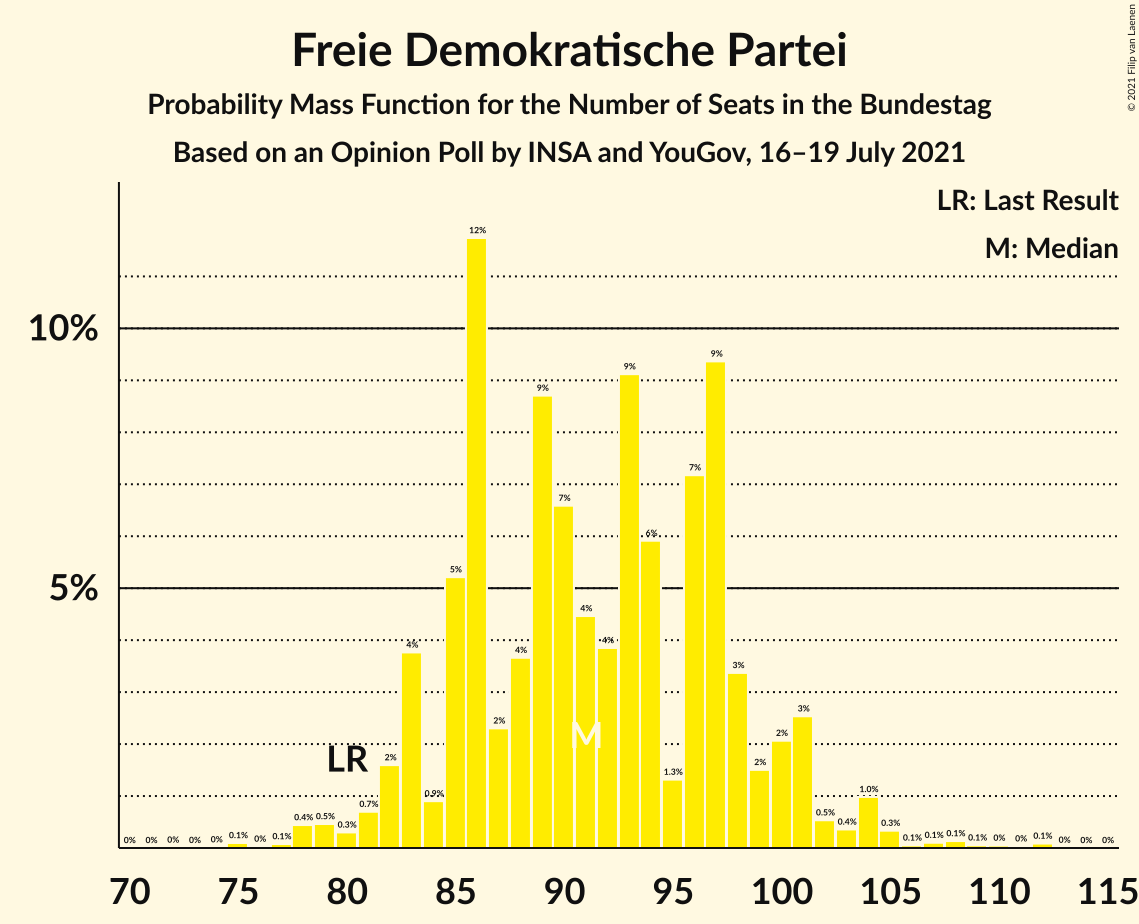 Freie Demokratische Partei
Probability Mass Function for the Number of Seats in the Bundestag
Based on an Opinion Poll by INSA and YouGov, 16–19 July 2021
© 2021 Filip van Laenen
LR: Last Result
M: Median
10%
5%
0% 0% 0% 0% 0% 0.1% 0% 0.1% 0.4% 0.5% 0.3% 0.7% 2% 4% 0.9% 5% 12% 2% 4% 9% 7% 4% 4% 9% 6% 1.3% 7% 9% 3% 2% 2% 3% 0.5% 0.4% 1.0% 0.3% 0.1% 0.1% 0.1% 0.1% 0% 0% 0.1% 0% 0% 0%
LR
M
70 75 80 85 90 95 100 105 110 115